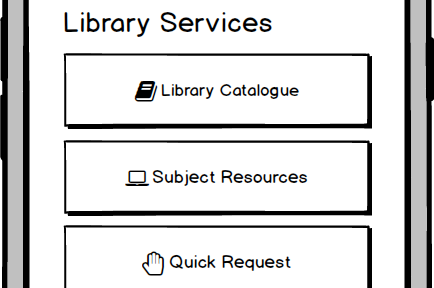 Library Services
Library Catalogue
Subject Resources
Quick Request